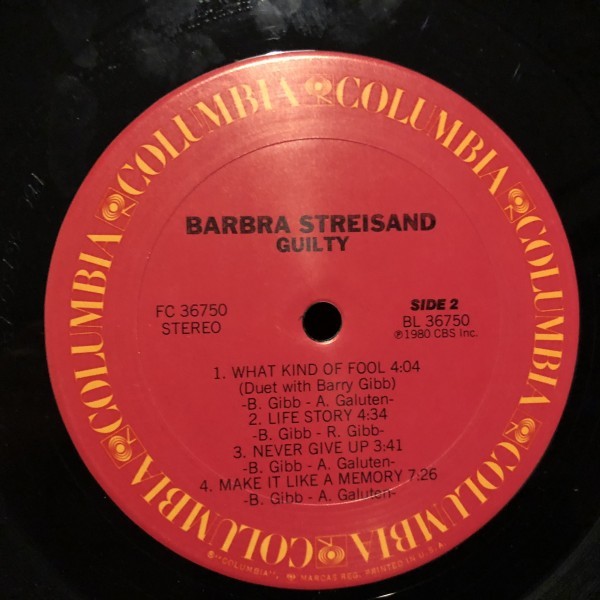 COLUMBIA COLUMBIA COLUMBIA COLUMBIA COLUMBIA COLUMBIA
BARBRA STREISAND
GUILTY
FC 36750
STEREO
SIDE 2
BL 36750
℗1980 CBS Inc.
1. WHAT KIND OF FOOL 4:04
(Duet with Barry Gibb)
-B. Gibb - A. Galuten-
2. LIFE STORY 4:34
-B. Gibb - R. Gibb-
3. NEVER GIVE UP 3:41
-B. Gibb - A. Galuten-
4. MAKE IT LIKE A MEMORY 7:26
-B. Gibb - A. Galuten-
®"COLUMBIA", MARCAS REG. PRINTED IN U.S.A.